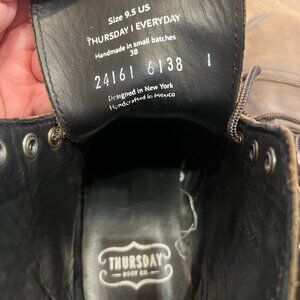 Size 9.5 US
THURSDAY | EVERYDAY
Handmade in small batches
38
24161 6138 1
Designed in New York
Handcrafted in Mexico
THURSDAY
BOOT CO.